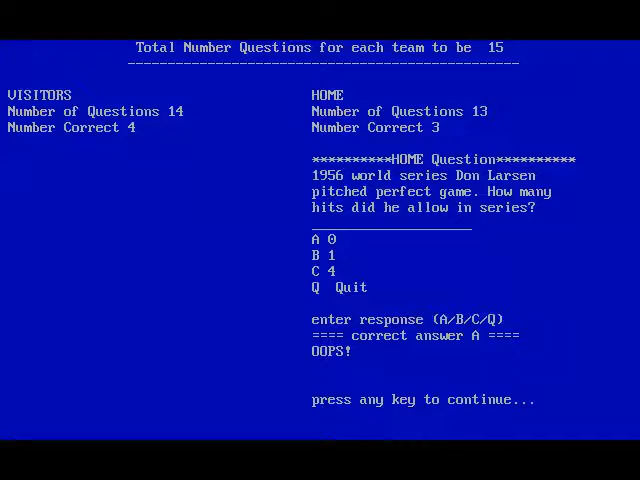 Total Number Questions for each team to be  15
-------------------------------------------------
VISITORS
Number of Questions 14
Number Correct 4
HOME
Number of Questions 13
Number Correct 3
**********HOME Question**********
1956 world series Don Larsen
pitched perfect game. How many
hits did he allow in series?
____________________
A 0
B 1
C 4
Q  Quit
enter response (A/B/C/Q)
==== correct answer A ====
OOPS!
press any key to continue...